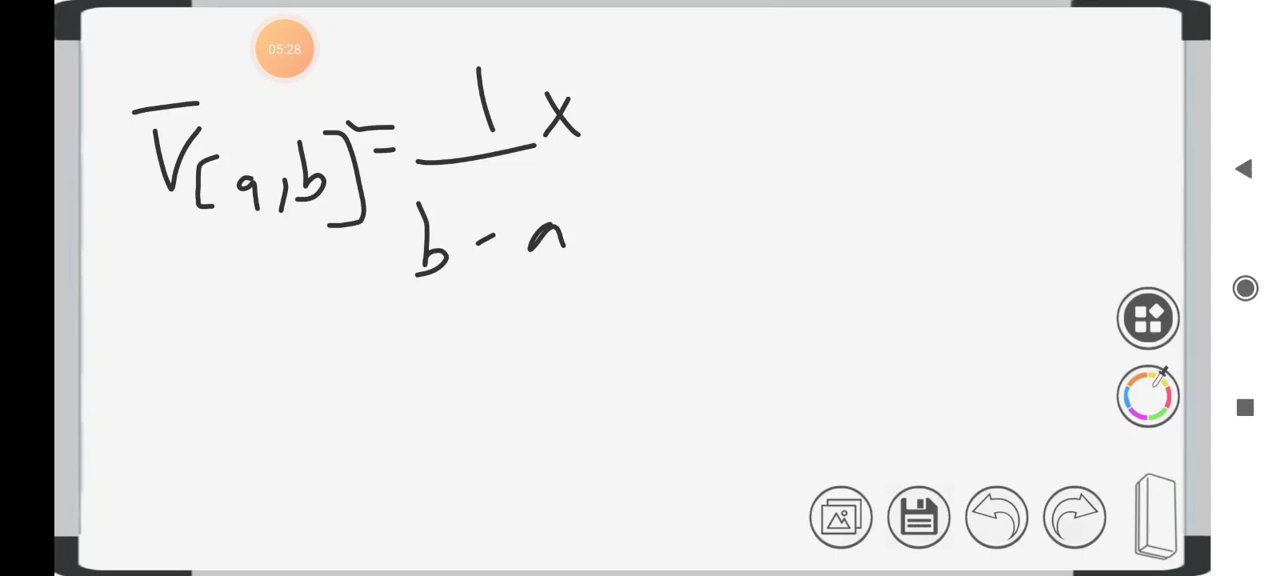 05:28
V̅[a,b] = 1/(b - a) x